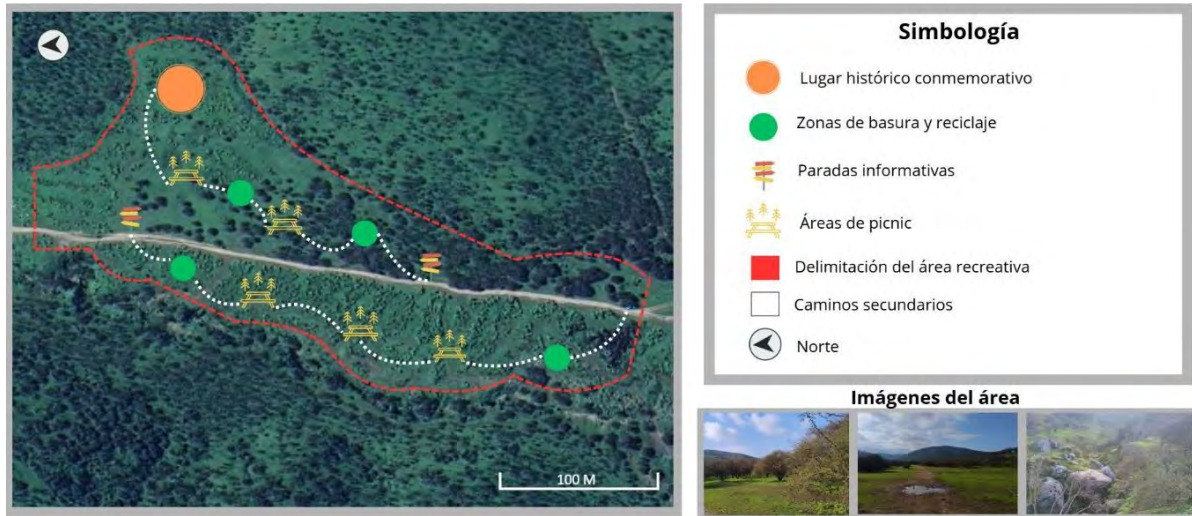 100 M
Simbología
Lugar histórico conmemorativo
Zonas de basura y reciclaje
Paradas informativas
Áreas de picnic
Delimitación del área recreativa
Caminos secundarios
Norte
Imágenes del área